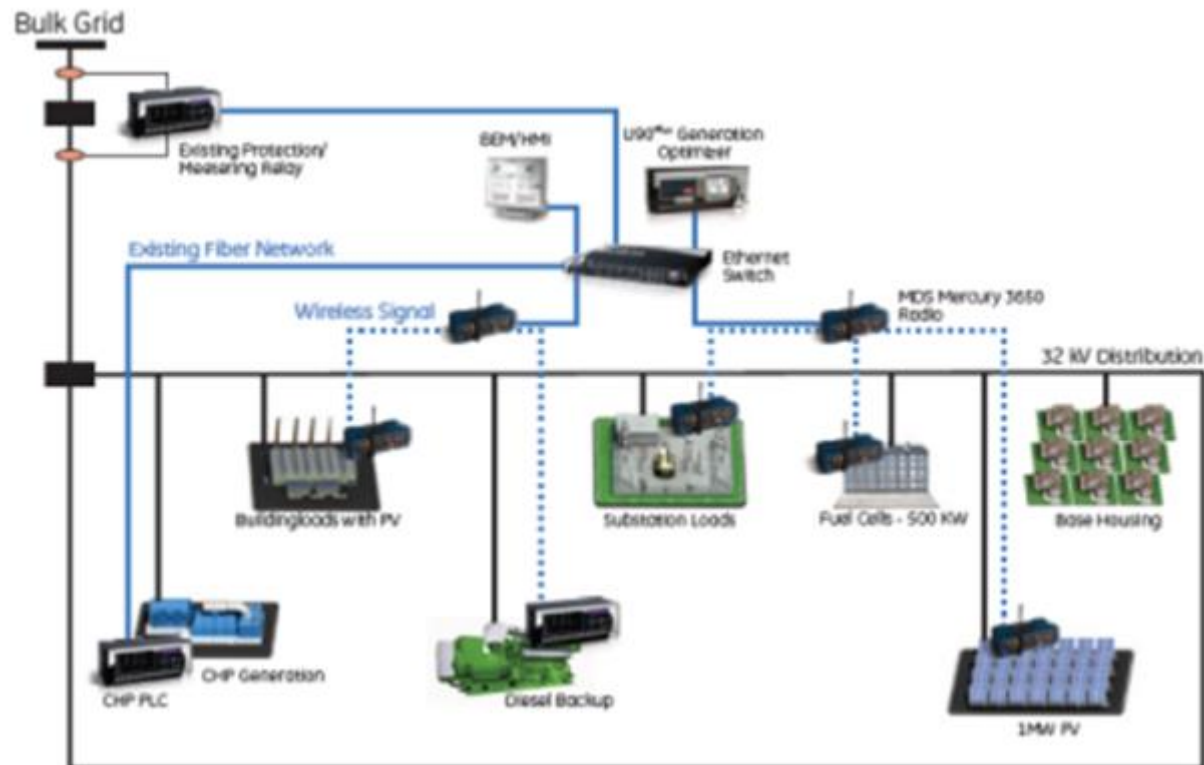 Bulk Grid
Existing Protection/
Metering Relay
BEM/HMI
U90Plus Generation
Optimizer
Existing Fiber Network
Ethernet
Switch
Wireless Signal
MDS Mercury 3650
Radio
32 kV Distribution
Buildingloads with PV
Substation Loads
Fuel Cells - 500 KW
Base Housing
CHP Generation
CHP PLC
Diesel Backup
1MW PV